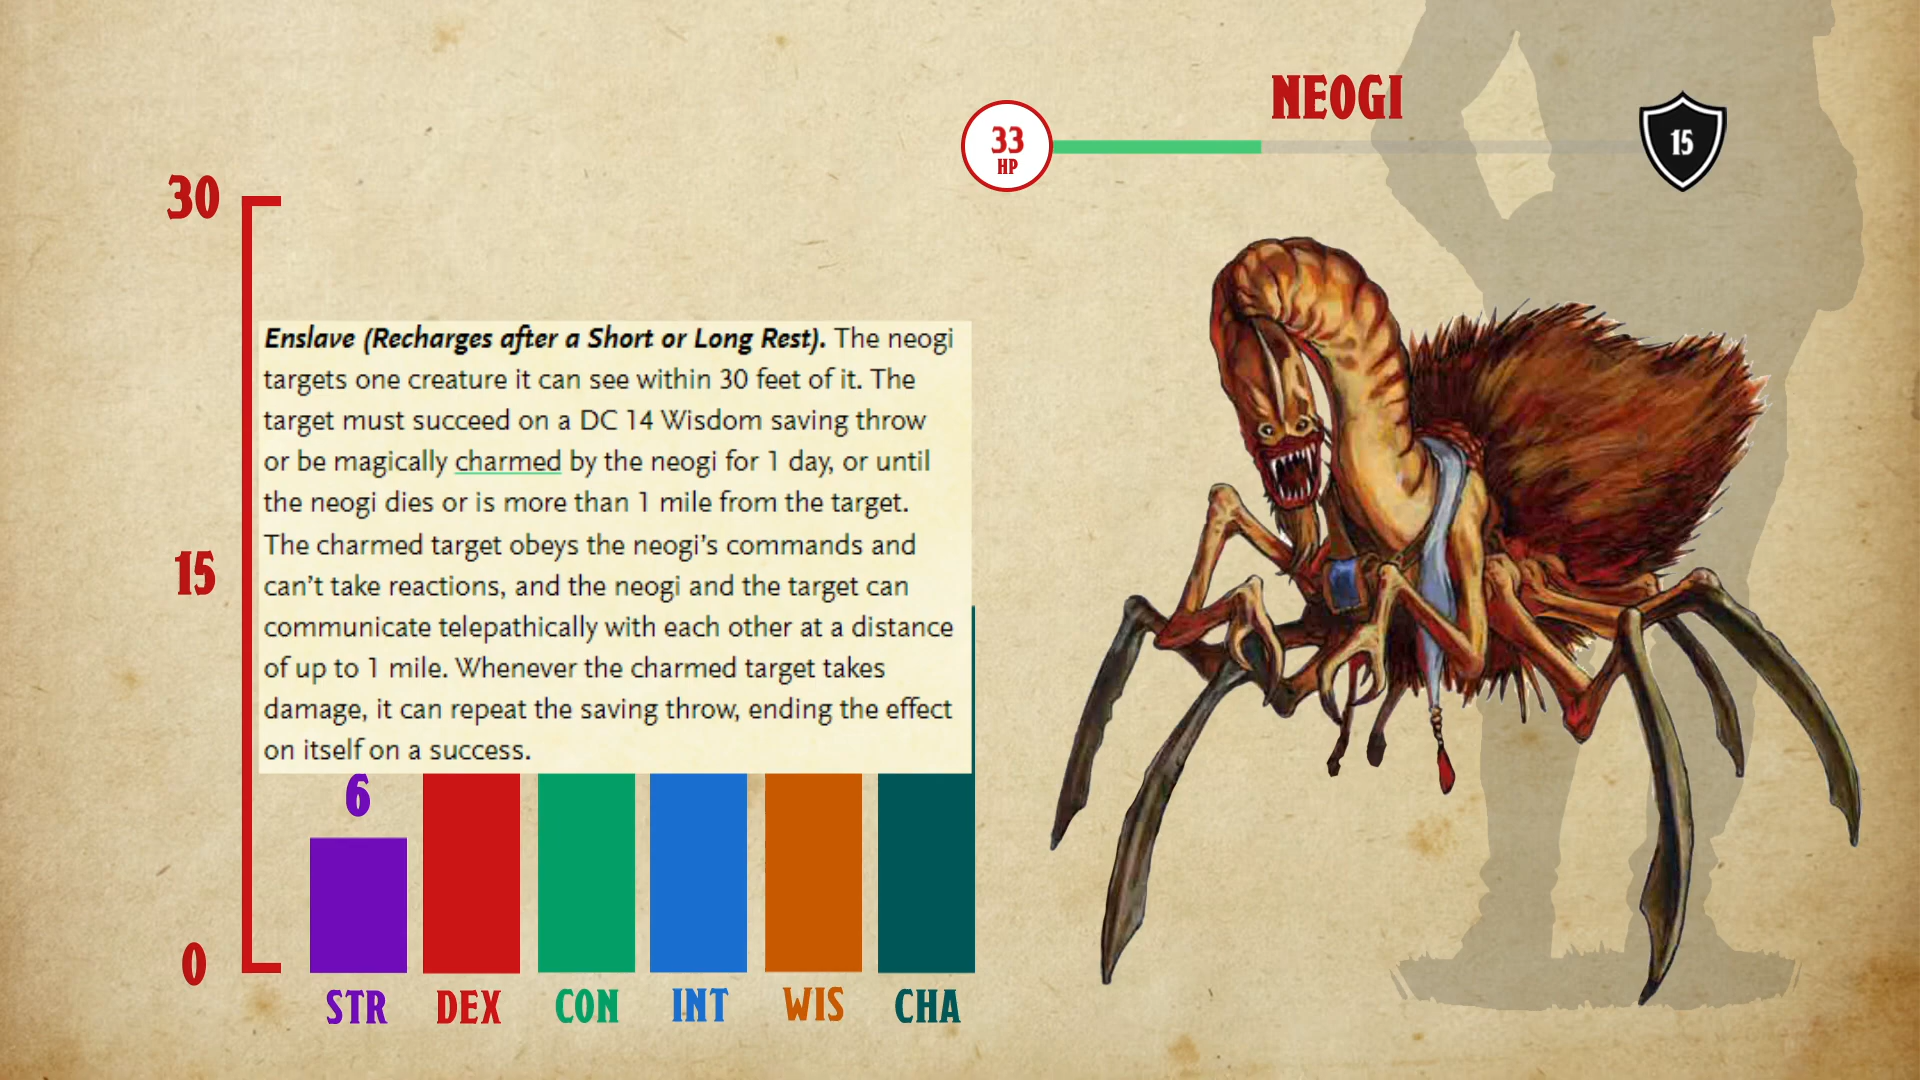 NEOGI
33
HP
15
30
15
0
Enslave (Recharges after a Short or Long Rest). The neogi
targets one creature it can see within 30 feet of it. The
target must succeed on a DC 14 Wisdom saving throw
or be magically charmed by the neogi for 1 day, or until
the neogi dies or is more than 1 mile from the target.
The charmed target obeys the neogi's commands and
can't take reactions, and the neogi and the target can
communicate telepathically with each other at a distance
of up to 1 mile. Whenever the charmed target takes
damage, it can repeat the saving throw, ending the effect
on itself on a success.
6
STR DEX CON INT WIS CHA